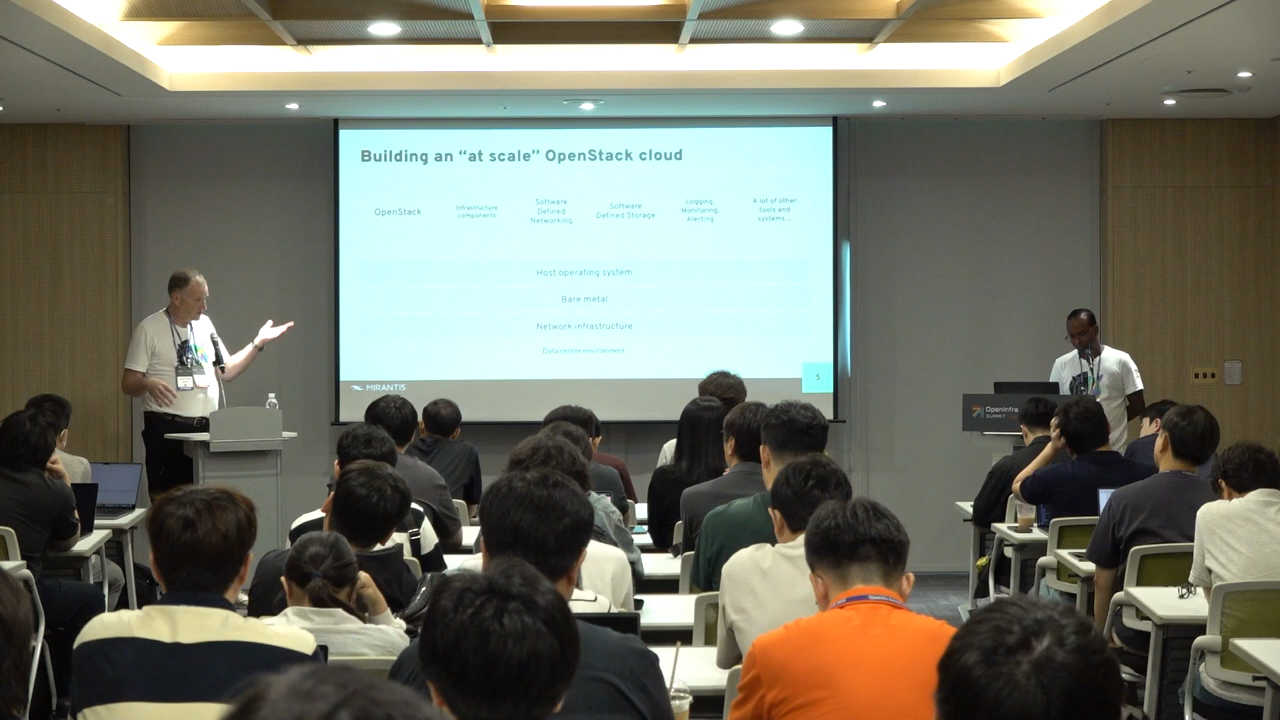 Building an “at scale” OpenStack cloud
OpenStack
Infrastructure
components
Software
Defined
Networking
Software
Defined Storage
Logging,
Monitoring,
Alerting
A lot of other
tools and
systems ...
Host operating system
Bare metal
Network infrastructure
Data center environment
5
MIRANTIS
OpenInfra
SUMMIT